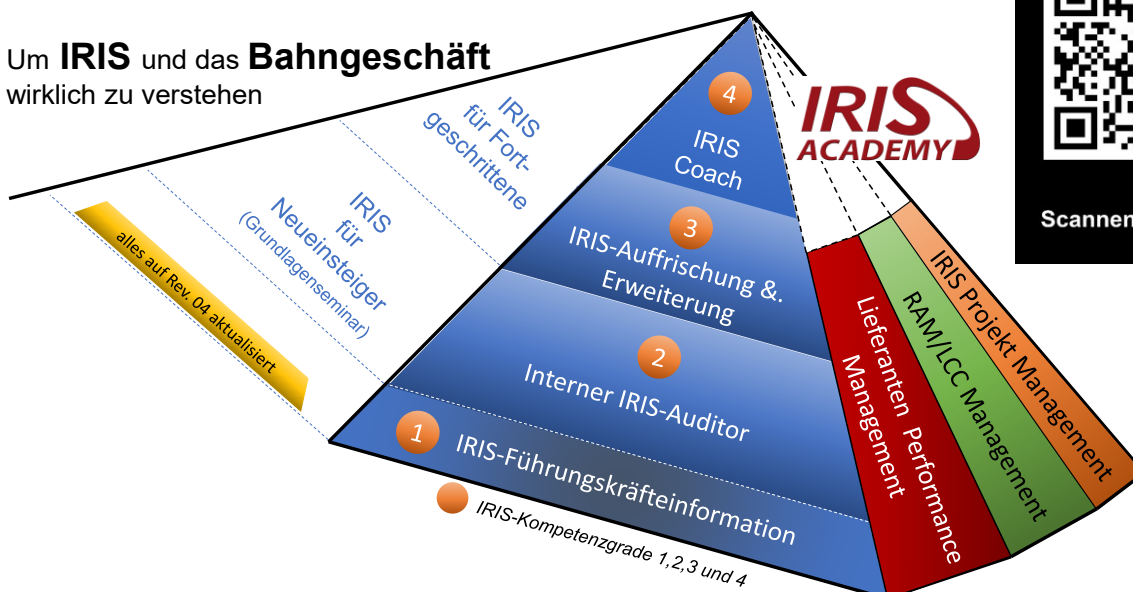 Um IRIS und das Bahngeschäft
wirklich zu verstehen
IRIS
für Fort-
geschrittene
IRIS
für
Neueinsteiger
(Grundlagenseminar)
alles auf Rev. 04 aktualisiert
4
IRIS
Coach
3
IRIS-Auffrischung &.
Erweiterung
2
Interner IRIS-Auditor
1
IRIS-Führungskräfteinformation
IRIS-Kompetenzgrade 1,2,3 und 4
IRIS
ACADEMY
Lieferanten Performance
Management
RAM/LCC Management
IRIS Projekt Management
Scannen